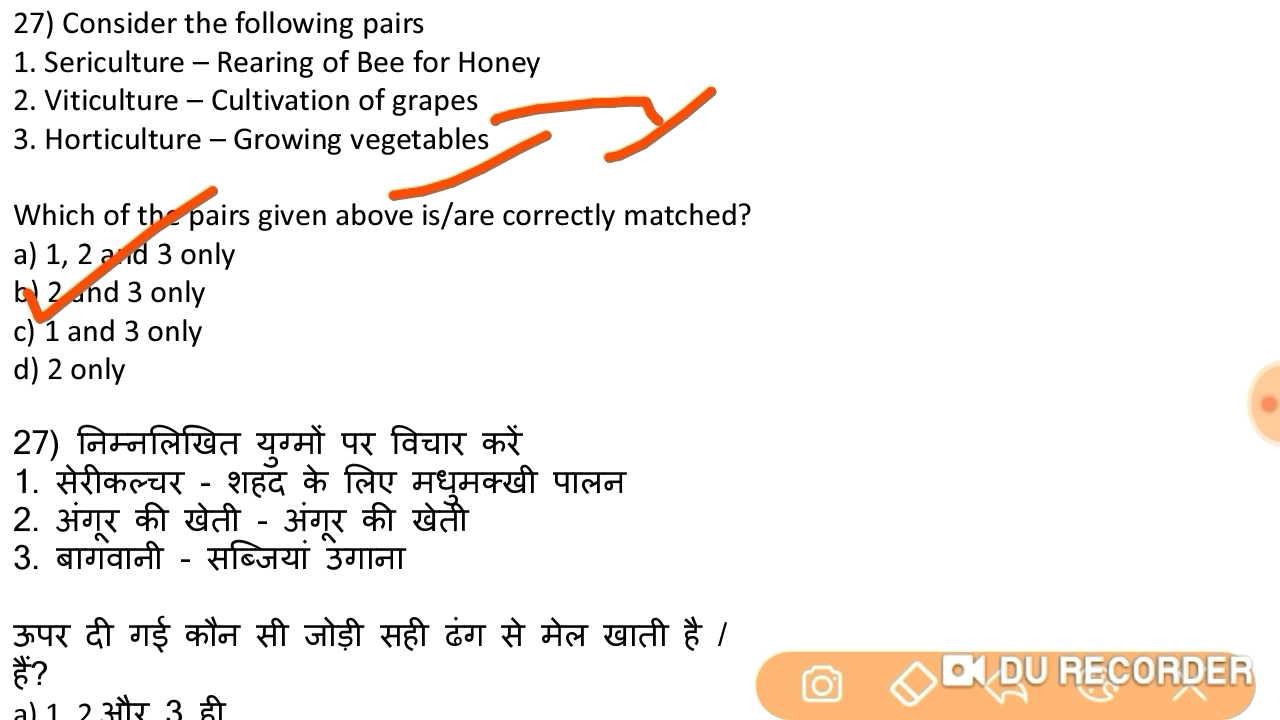 27) Consider the following pairs
1. Sericulture – Rearing of Bee for Honey
2. Viticulture – Cultivation of grapes
3. Horticulture – Growing vegetables
Which of the pairs given above is/are correctly matched?
a) 1, 2 and 3 only
b) 2 and 3 only
c) 1 and 3 only
d) 2 only
27) निम्नलिखित युग्मों पर विचार करें
1. सेरीकल्चर - शहद के लिए मधुमक्खी पालन
2. अंगूर की खेती - अंगूर की खेती
3. बागवानी - सब्जियां उगाना
ऊपर दी गई कौन सी जोड़ी सही ढंग से मेल खाती है /
हैं?
a) 1, 2 और 3 ही
DU RECORDER